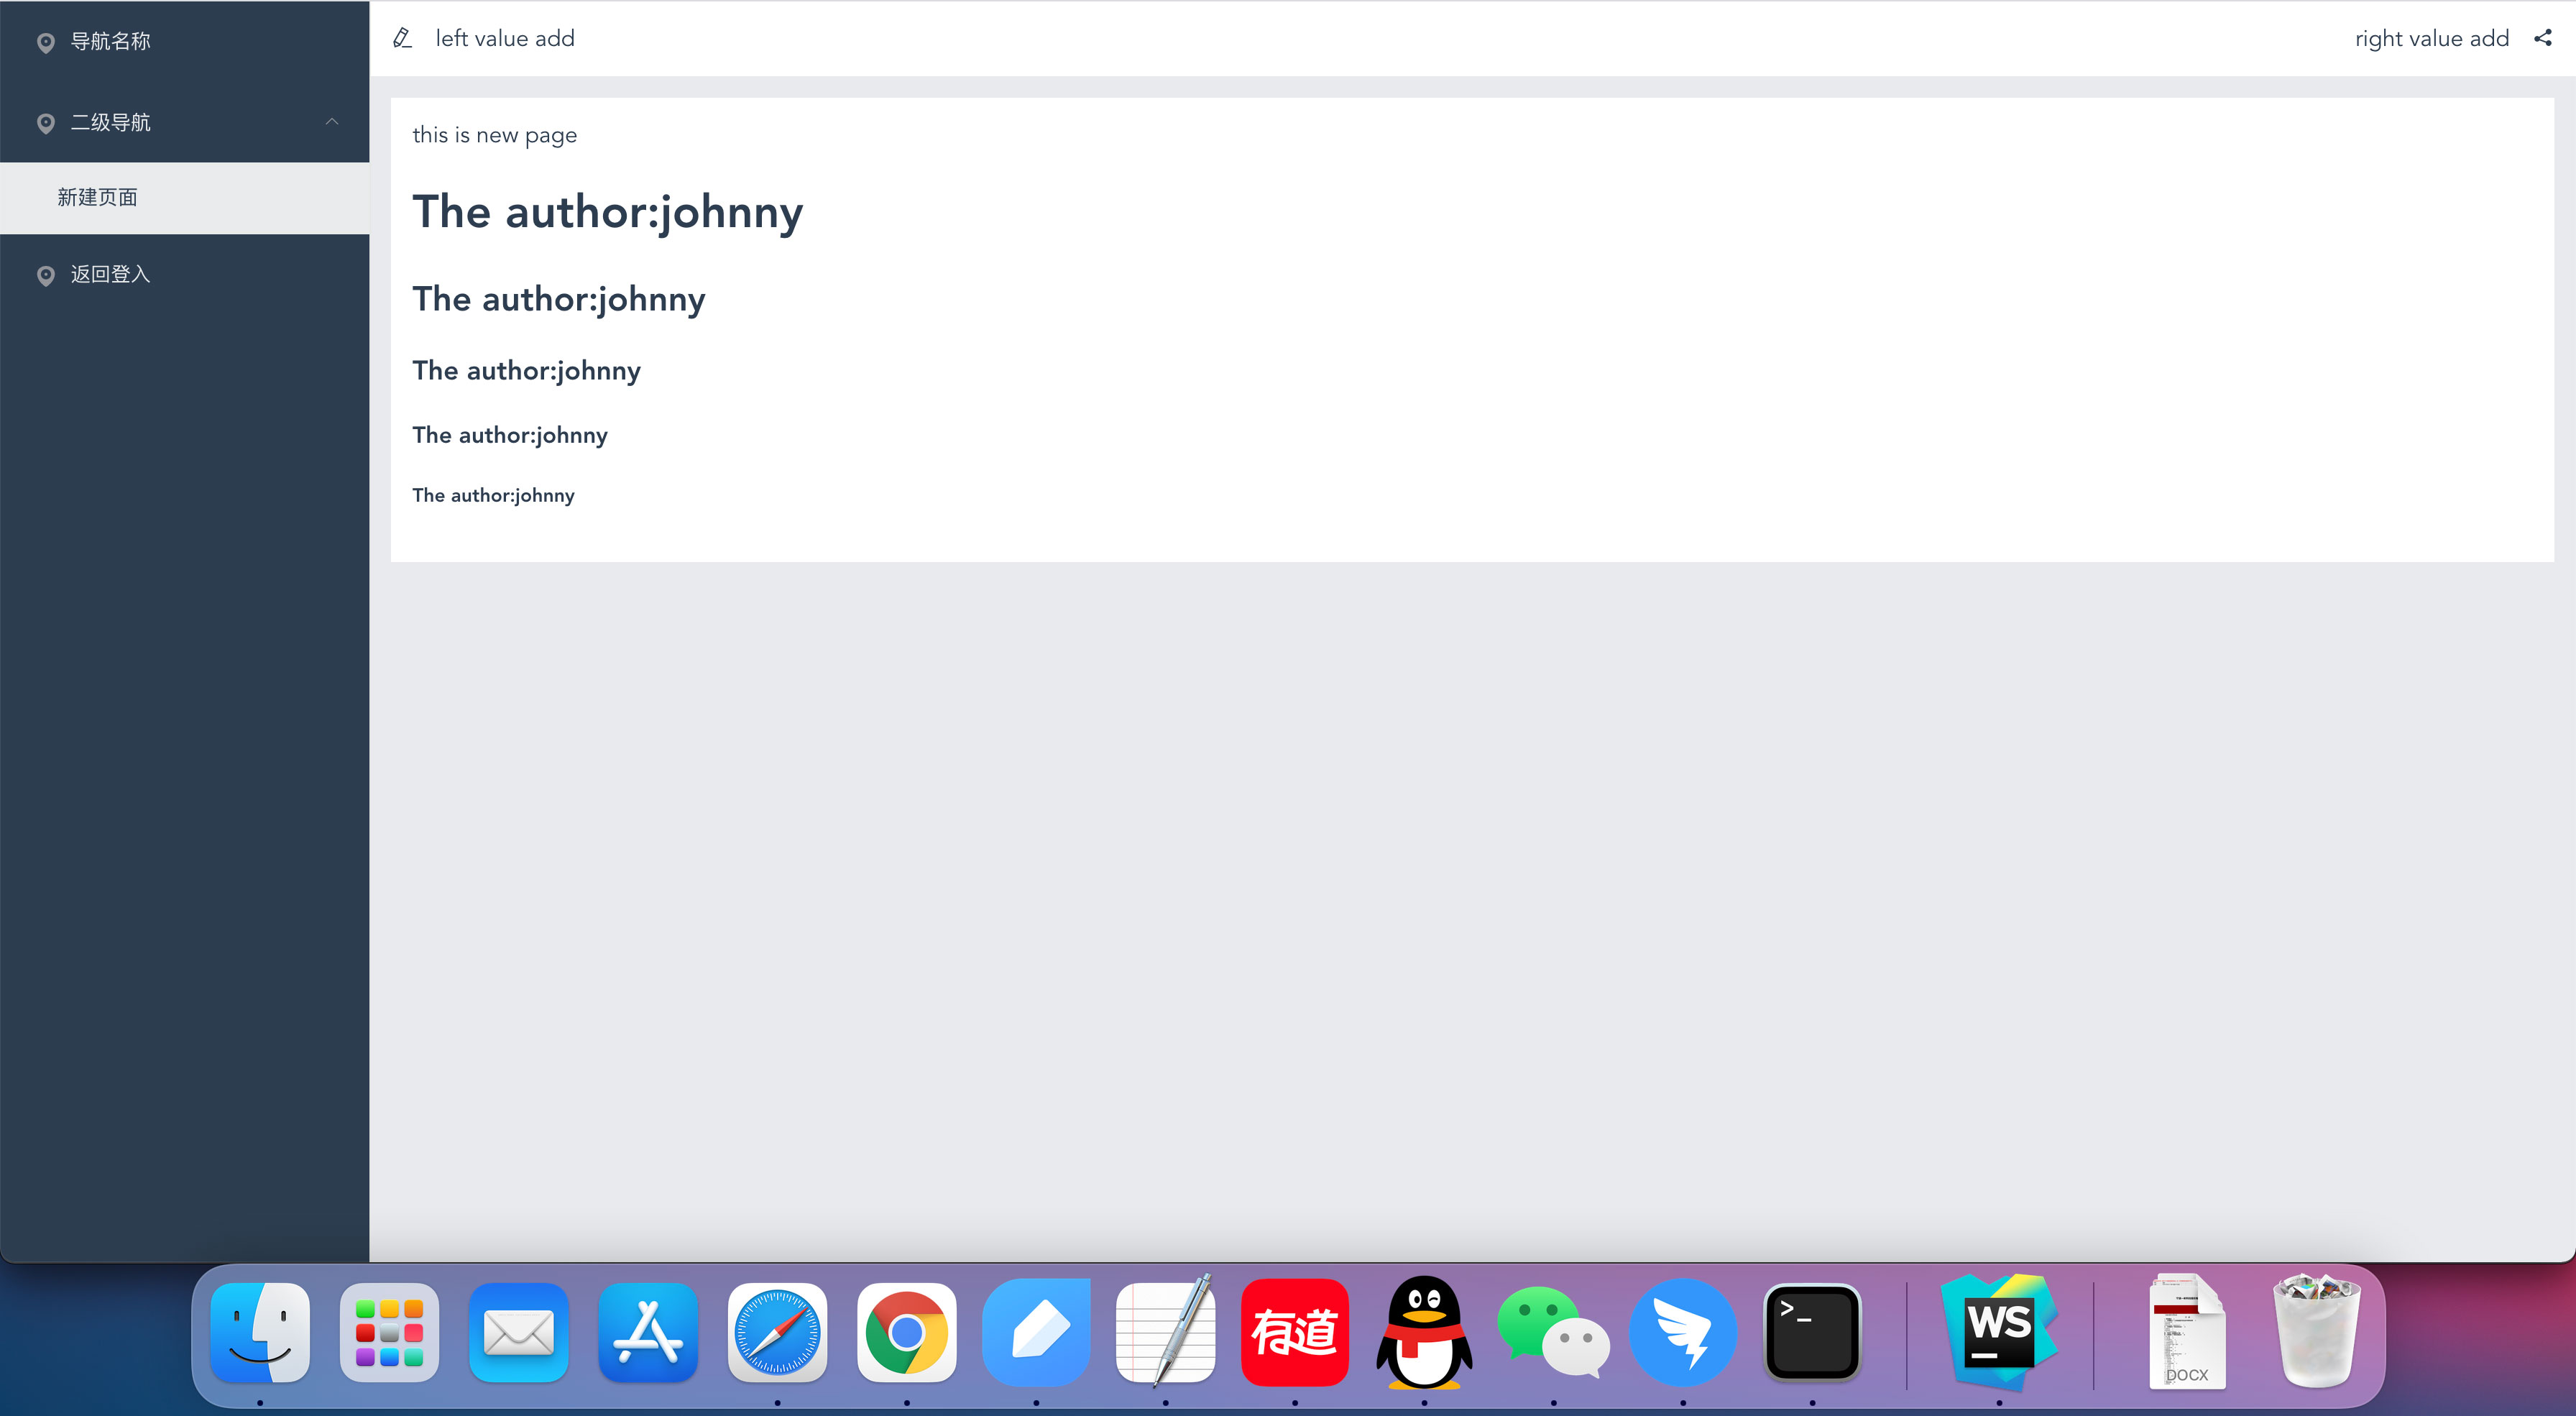 导航名称
二级导航
新建页面
返回登入
left value add
right value add
this is new page
The author:johnny
The author:johnny
The author:johnny
The author:johnny
The author:johnny
有道
>_
WS
DOCX